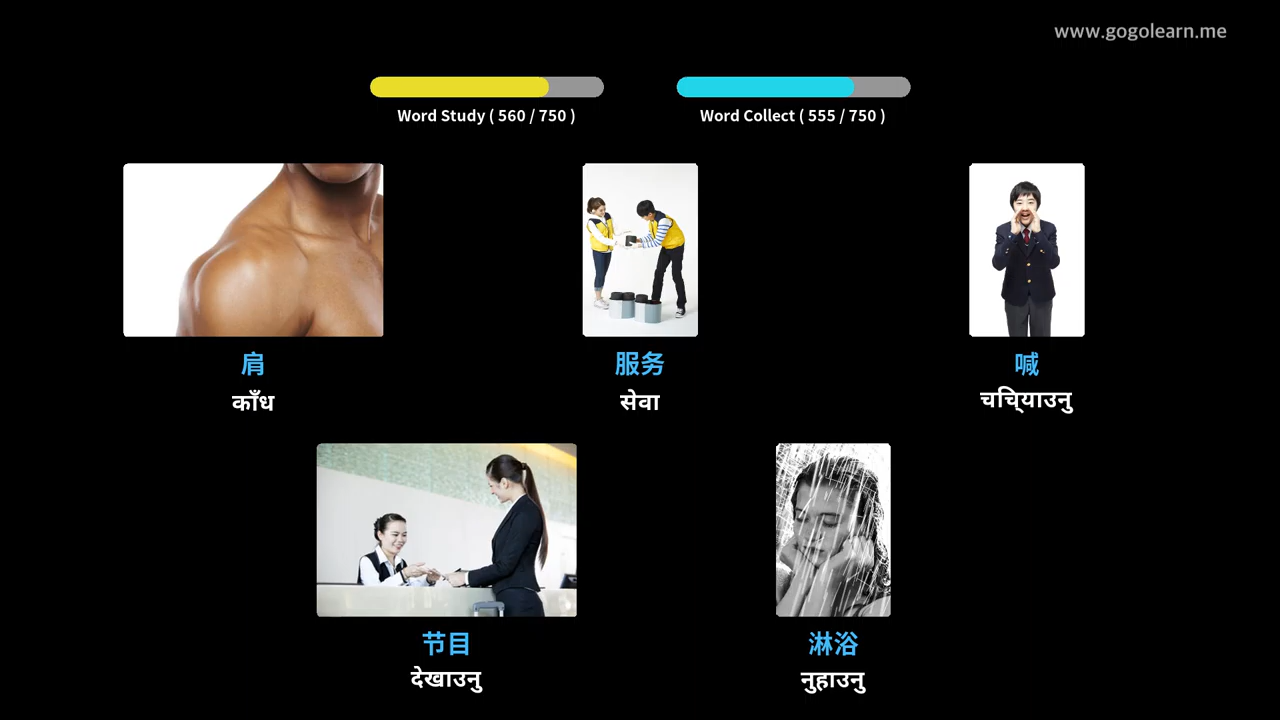 www.gogolearn.me
Word Study ( 560 / 750 )
Word Collect ( 555 / 750 )
肩
काँध
服务
सेवा
喊
चच्यािउनु
节目
देखाउनु
淋浴
नुहाउनु